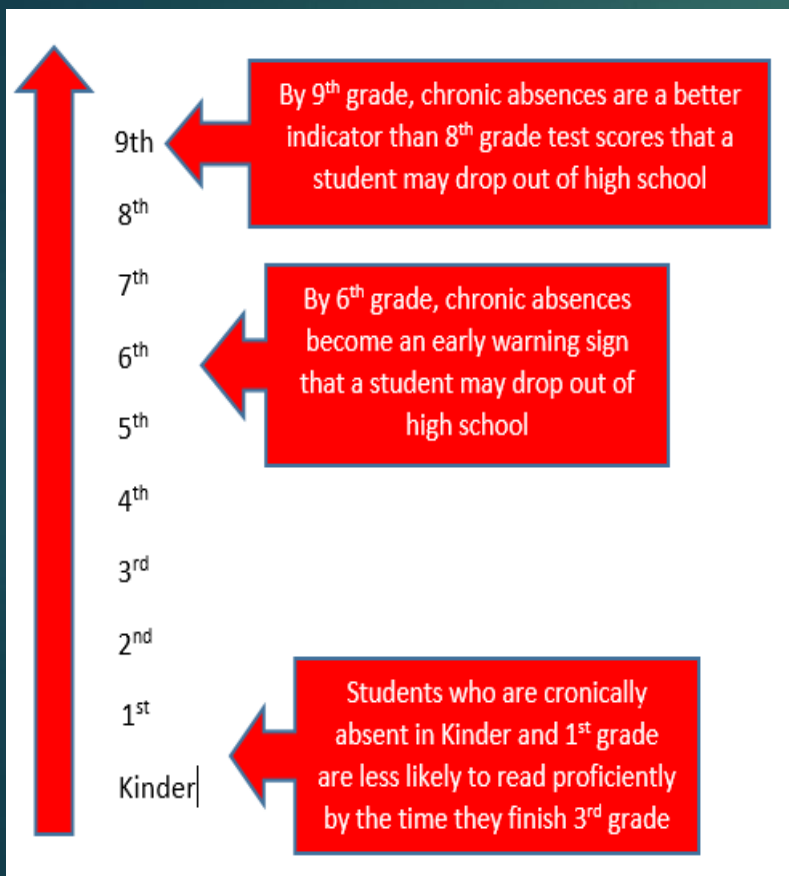 By 9th grade, chronic absences are a better
indicator than 8th grade test scores that a
student may drop out of high school
9th
8th
7th
By 6th grade, chronic absences
become an early warning sign
that a student may drop out of
high school
6th
5th
4th
3rd
2nd
1st
Kinder
Students who are cronically
absent in Kinder and 1st grade
are less likely to read proficiently
by the time they finish 3rd grade